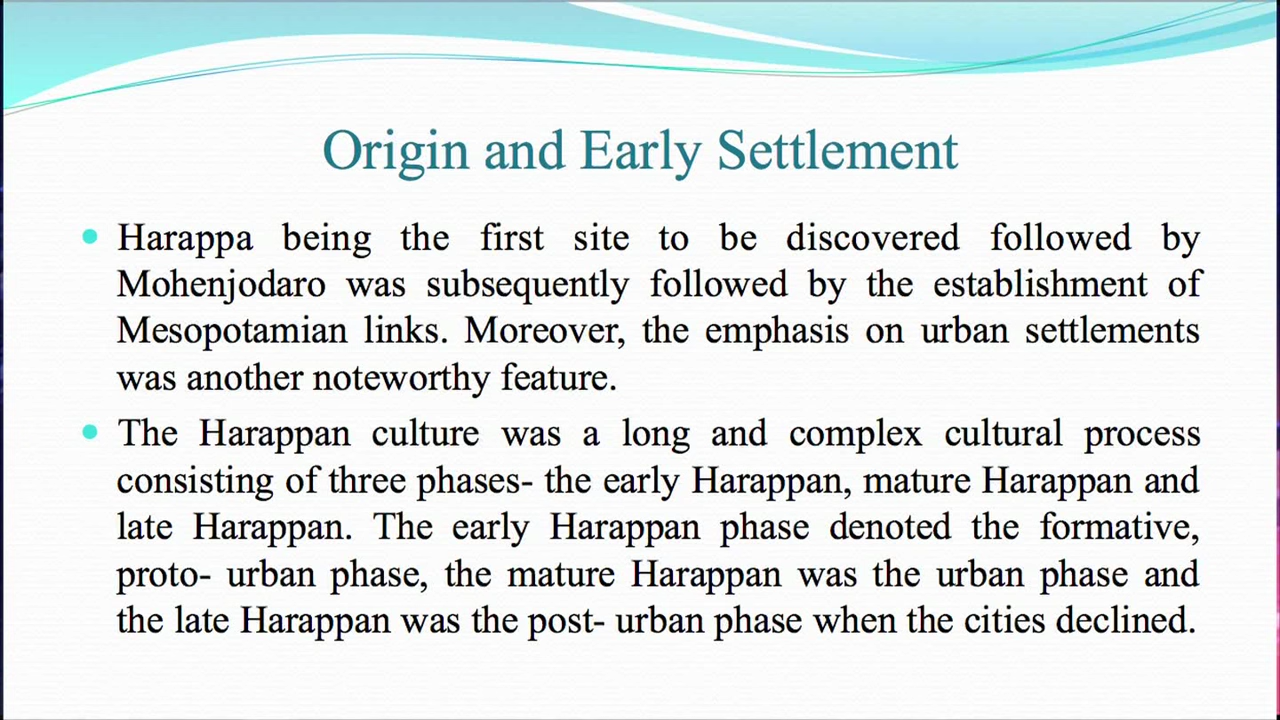 Origin and Early Settlement
Harappa being the first site to be discovered followed by
Mohenjodaro was subsequently followed by the establishment of
Mesopotamian links. Moreover, the emphasis on urban settlements
was another noteworthy feature.
The Harappan culture was a long and complex cultural process
consisting of three phases- the early Harappan, mature Harappan and
late Harappan. The early Harappan phase denoted the formative,
proto- urban phase, the mature Harappan was the urban phase and
the late Harappan was the post- urban phase when the cities declined.